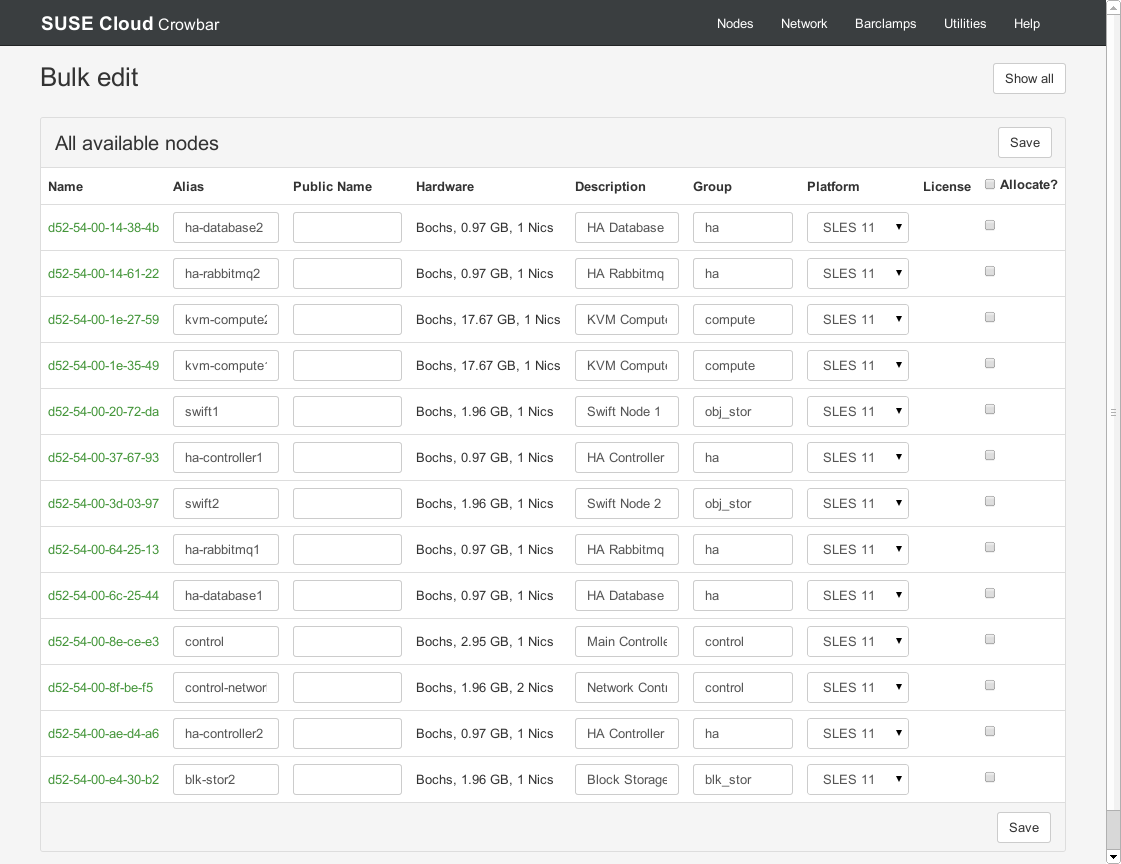 SUSE Cloud Crowbar Nodes Network Barclamps Utilities Help
Bulk edit Show all
All available nodes Save
Name Alias Public Name Hardware Description Group Platform License Allocate?
d52-54-00-14-38-4b ha-database2 Bochs, 0.97 GB, 1 Nics HA Database ha SLES 11
d52-54-00-14-61-22 ha-rabbitmq2 Bochs, 0.97 GB, 1 Nics HA Rabbitmq ha SLES 11
d52-54-00-1e-27-59 kvm-compute2 Bochs, 17.67 GB, 1 Nics KVM Compute compute SLES 11
d52-54-00-1e-35-49 kvm-compute1 Bochs, 17.67 GB, 1 Nics KVM Compute compute SLES 11
d52-54-00-20-72-da swift1 Bochs, 1.96 GB, 1 Nics Swift Node 1 obj_stor SLES 11
d52-54-00-37-67-93 ha-controller1 Bochs, 0.97 GB, 1 Nics HA Controller ha SLES 11
d52-54-00-3d-03-97 swift2 Bochs, 1.96 GB, 1 Nics Swift Node 2 obj_stor SLES 11
d52-54-00-64-25-13 ha-rabbitmq1 Bochs, 0.97 GB, 1 Nics HA Rabbitmq ha SLES 11
d52-54-00-6c-25-44 ha-database1 Bochs, 0.97 GB, 1 Nics HA Database ha SLES 11
d52-54-00-8e-ce-e3 control Bochs, 2.95 GB, 1 Nics Main Controlle control SLES 11
d52-54-00-8f-be-f5 control-networ Bochs, 1.96 GB, 2 Nics Network Contr control SLES 11
d52-54-00-ae-d4-a6 ha-controller2 Bochs, 0.97 GB, 1 Nics HA Controller ha SLES 11
d52-54-00-e4-30-b2 blk-stor2 Bochs, 1.96 GB, 1 Nics Block Storage blk_stor SLES 11
Save